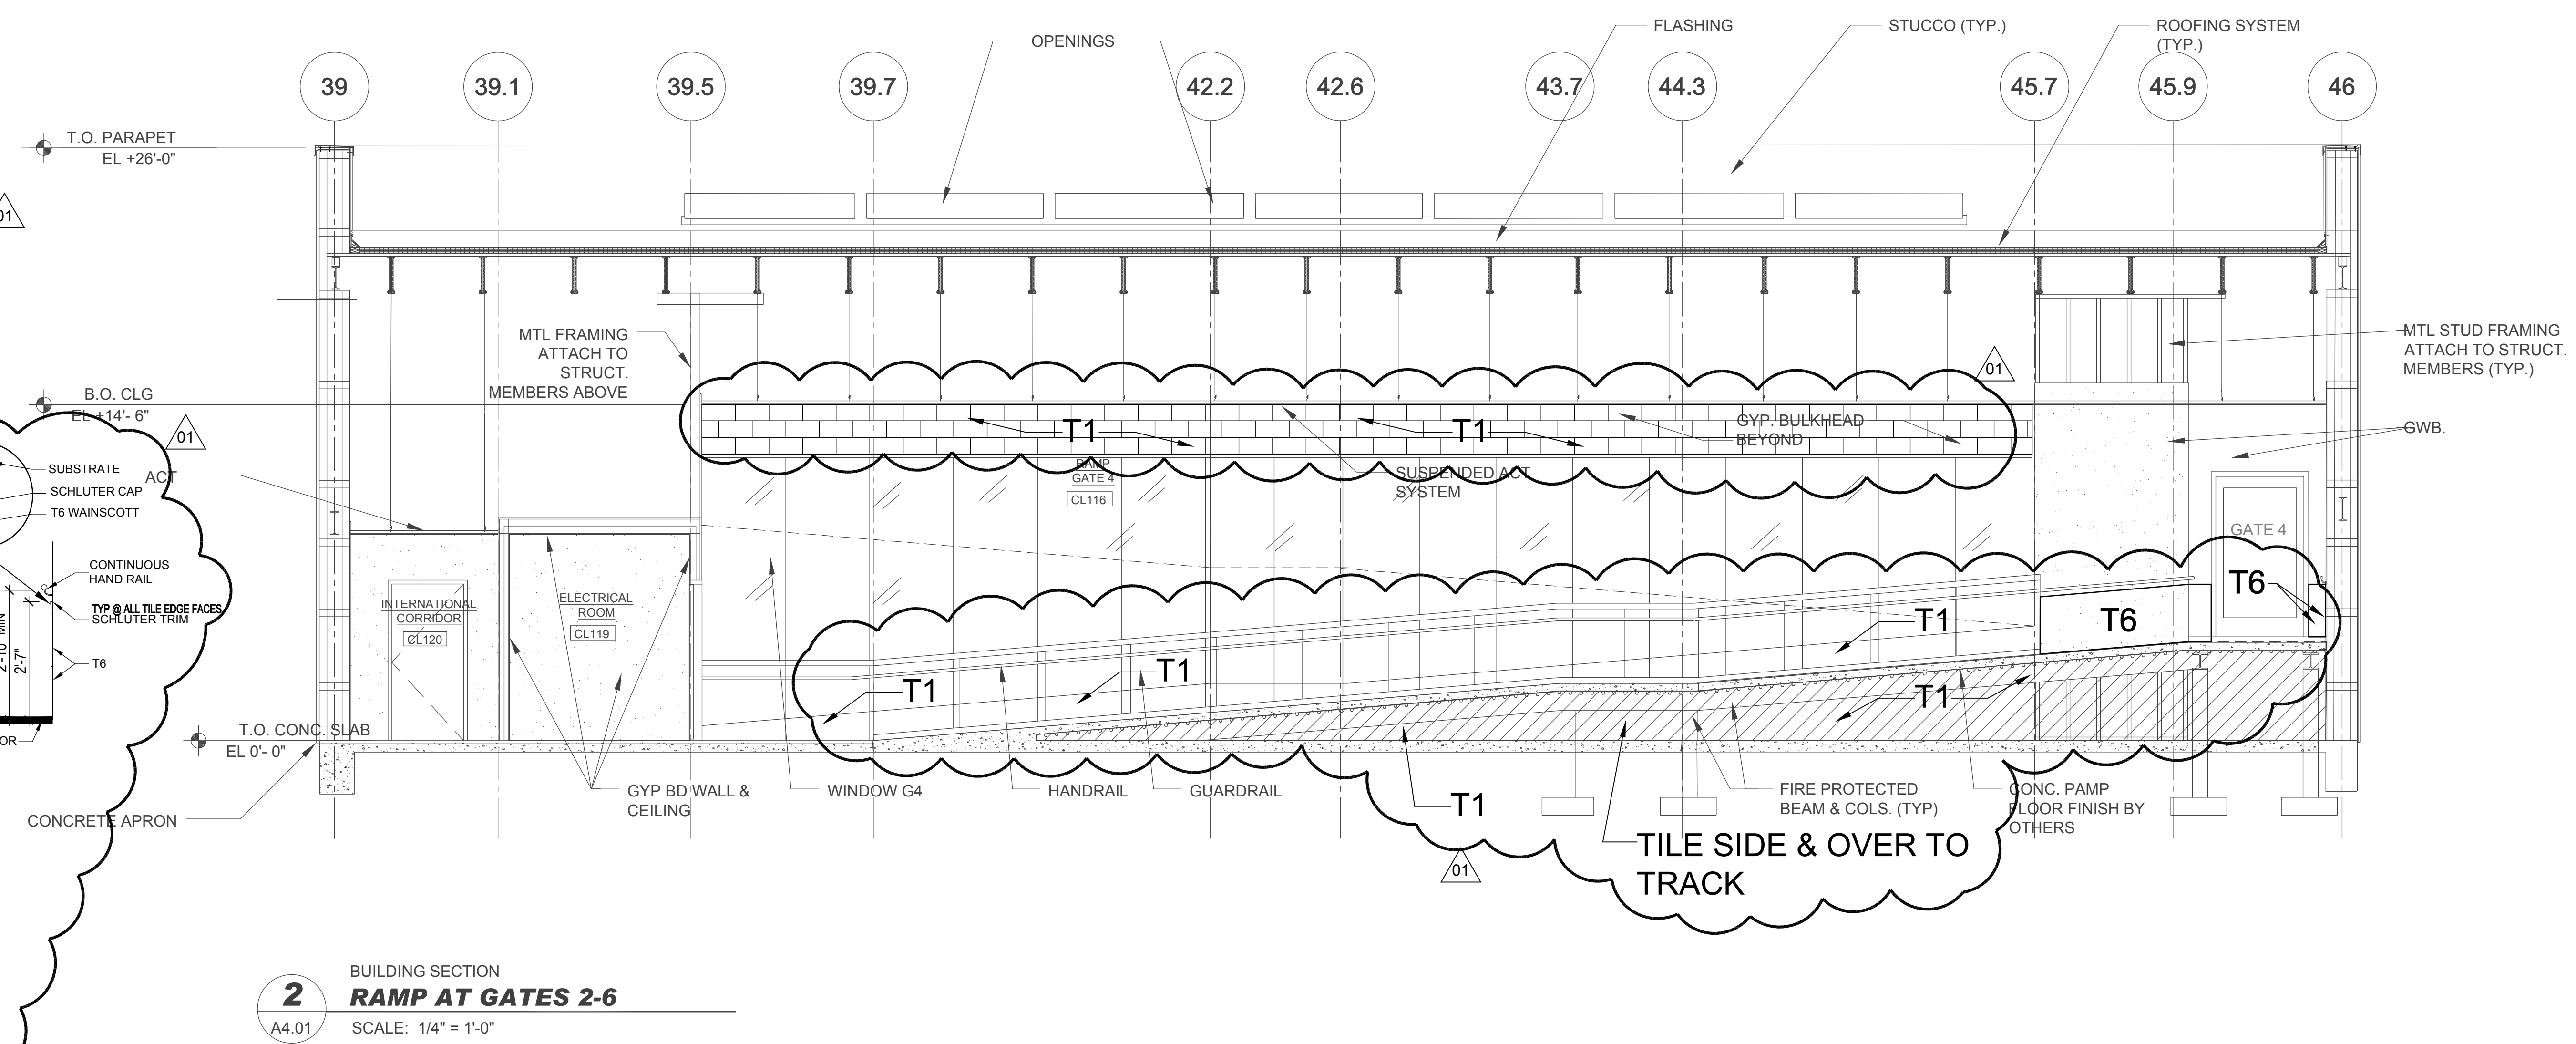 OPENINGS
FLASHING
STUCCO (TYP.)
ROOFING SYSTEM
(TYP.)
39
39.1
39.5
39.7
42.2
42.6
43.7
44.3
45.7
45.9
46
T.O. PARAPET
EL +26'-0"
01
MTL FRAMING
ATTACH TO
STRUCT.
MEMBERS ABOVE
MTL STUD FRAMING
ATTACH TO STRUCT.
MEMBERS (TYP.)
01
B.O. CLG
EL +14'- 6"
01
T1
T1
GYP. BULKHEAD
BEYOND
GWB.
SUBSTRATE
ACT
SCHLUTER CAP
T6 WAINSCOTT
RAMP
GATE 4
CL116
SUSPENDED ACT
SYSTEM
GATE 4
CONTINUOUS
HAND RAIL
TYP @ ALL TILE EDGE FACES
SCHLUTER TRIM
2'-10" MIN
2'-7"
T6
INTERNATIONAL
CORRIDOR
CL120
ELECTRICAL
ROOM
CL119
T6
T6
T1
T1
T1
T1
T.O. CONC. SLAB
EL 0'- 0"
OR
CONCRETE APRON
GYP BD WALL &
CEILING
WINDOW G4
HANDRAIL
GUARDRAIL
T1
FIRE PROTECTED
BEAM & COLS. (TYP)
CONC. PAMP
FLOOR FINISH BY
OTHERS
TILE SIDE & OVER TO
TRACK
01
2
A4.01
BUILDING SECTION
RAMP AT GATES 2-6
SCALE: 1/4" = 1'-0"